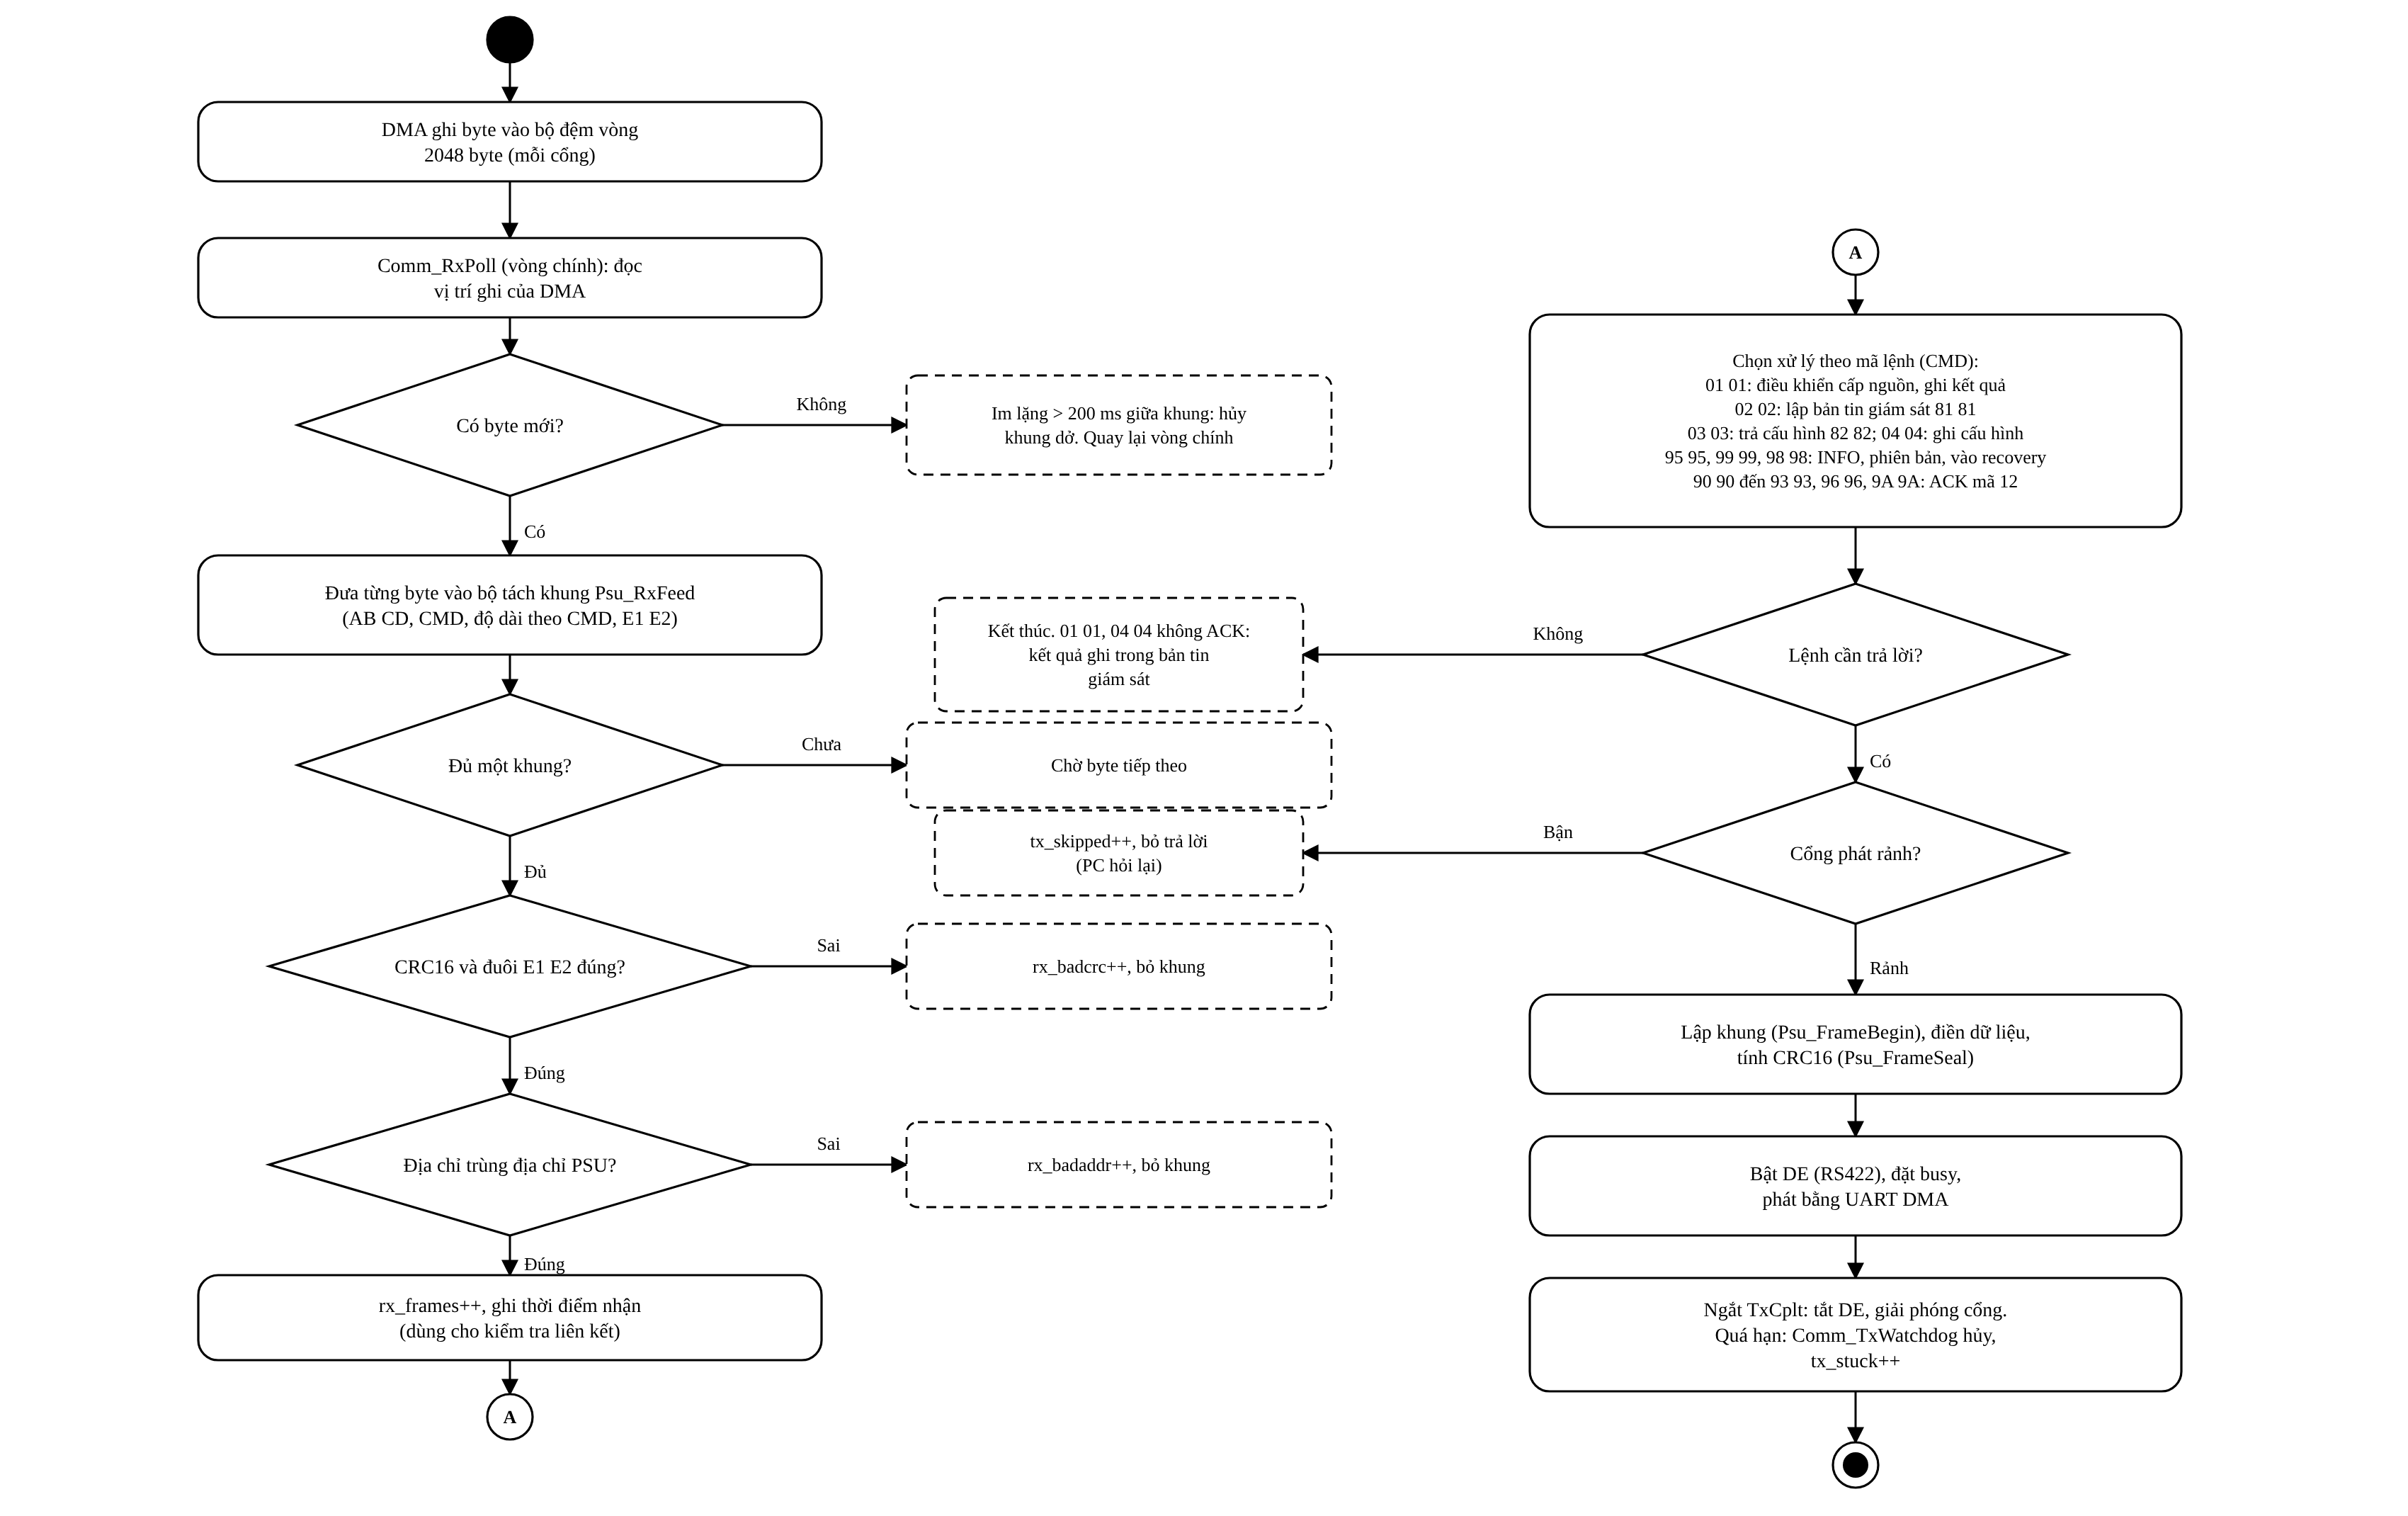 DMA ghi byte vào bộ đệm vòng
2048 byte (mỗi cổng)
Comm_RxPoll (vòng chính): đọc
vị trí ghi của DMA
Có byte mới?
Không
Im lặng > 200 ms giữa khung: hủy
khung dở. Quay lại vòng chính
Có
Đưa từng byte vào bộ tách khung Psu_RxFeed
(AB CD, CMD, độ dài theo CMD, E1 E2)
Đủ một khung?
Chưa
Chờ byte tiếp theo
Đủ
CRC16 và đuôi E1 E2 đúng?
Sai
rx_badcrc++, bỏ khung
Đúng
Địa chỉ trùng địa chỉ PSU?
Sai
rx_badaddr++, bỏ khung
Đúng
rx_frames++, ghi thời điểm nhận
(dùng cho kiểm tra liên kết)
A
A
Chọn xử lý theo mã lệnh (CMD):
01 01: điều khiển cấp nguồn, ghi kết quả
02 02: lập bản tin giám sát 81 81
03 03: trả cấu hình 82 82; 04 04: ghi cấu hình
95 95, 99 99, 98 98: INFO, phiên bản, vào recovery
90 90 đến 93 93, 96 96, 9A 9A: ACK mã 12
Lệnh cần trả lời?
Không
Kết thúc. 01 01, 04 04 không ACK:
kết quả ghi trong bản tin
giám sát
Có
Cổng phát rảnh?
Bận
tx_skipped++, bỏ trả lời
(PC hỏi lại)
Rảnh
Lập khung (Psu_FrameBegin), điền dữ liệu,
tính CRC16 (Psu_FrameSeal)
Bật DE (RS422), đặt busy,
phát bằng UART DMA
Ngắt TxCplt: tắt DE, giải phóng cổng.
Quá hạn: Comm_TxWatchdog hủy,
tx_stuck++